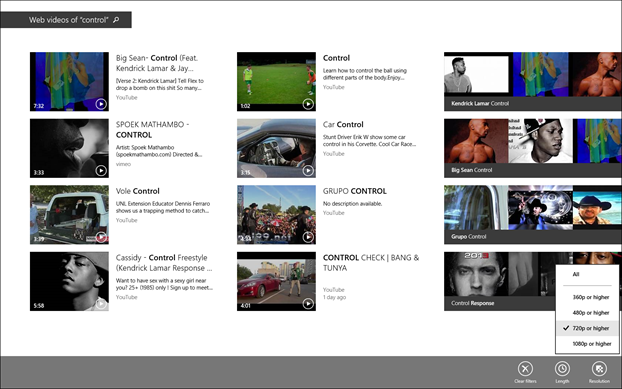 Web videos of "control"
Big Sean- Control (Feat.
Kendrick Lamar & Jay...
[Verse 2: Kendrick Lamar] Tell Flex to
drop a bomb on this shit So many...
YouTube
7:32
SPOEK MATHAMBO -
CONTROL
Artist: Spoek Mathambo
(spoekmathambo.com) Directed &...
vimeo
3:33
Vole Control
UNL Extension Educator Dennis Ferraro
shows us a trapping method to catch...
YouTube
3:39
Cassidy - Control Freestyle
(Kendrick Lamar Response ...
Want to have sex with a sexy girl near
you? 25+ (1985) only ! Sign up to meet...
YouTube
5:58
Control
Learn how to control the ball using
different parts of the body.Enjoy...
YouTube
1:02
Car Control
Stunt Driver Erik W show some car
control in his Corvette. Cool Car Race...
YouTube
3:15
GRUPO CONTROL
No description available.
YouTube
4:53
CONTROL CHECK | BANG &
TUNYA
YouTube
1 day ago
4:01
Kendrick Lamar Control
Big Sean Control
Grupo Control
2013
Control Response
All
360p or higher
480p or higher
720p or higher
1080p or higher
Clear filters
Length
Resolution